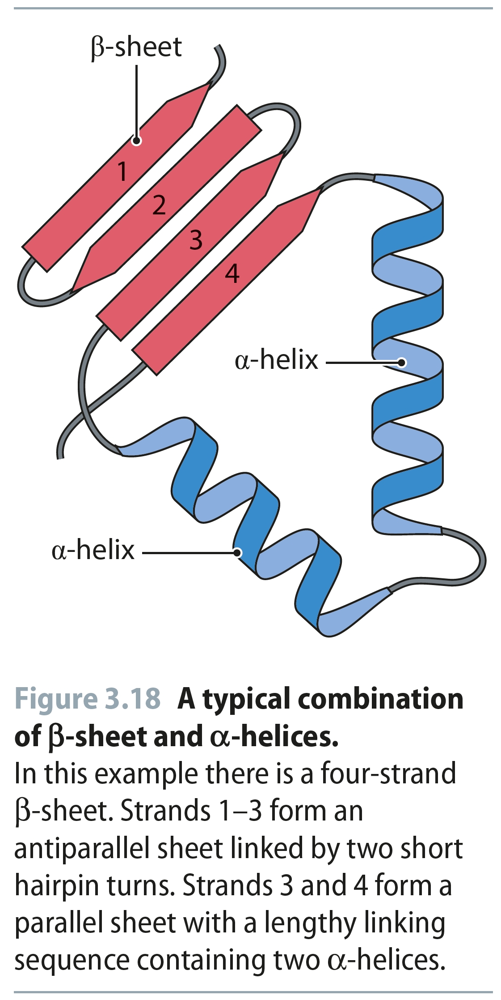 β-sheet
1
2
3
4
α-helix
α-helix
Figure 3.18 A typical combination
of β-sheet and α-helices.
In this example there is a four-strand
β-sheet. Strands 1–3 form an
antiparallel sheet linked by two short
hairpin turns. Strands 3 and 4 form a
parallel sheet with a lengthy linking
sequence containing two α-helices.